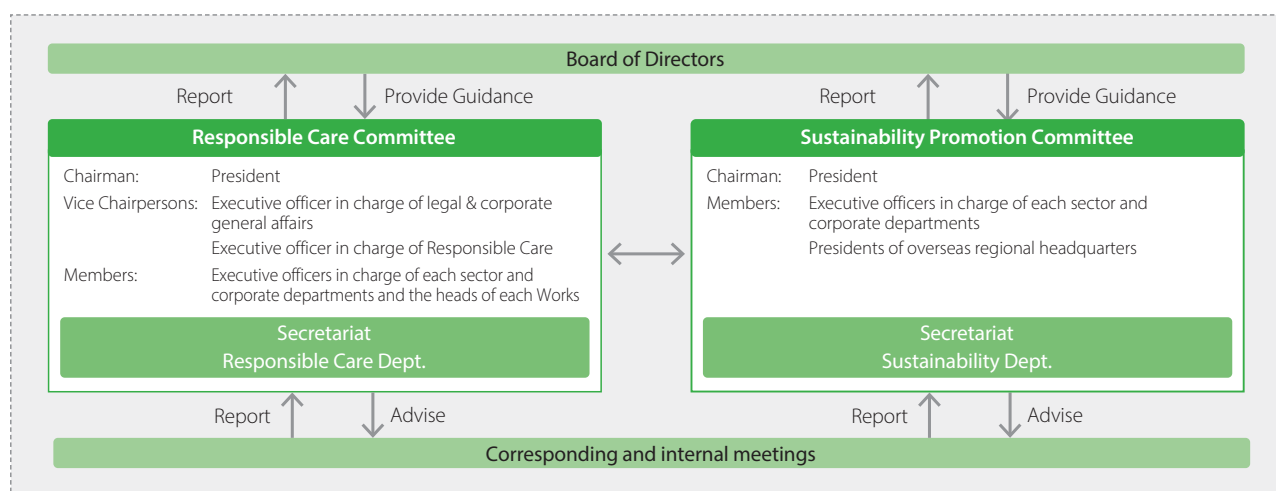 Board of Directors
Report
Provide Guidance
Report
Provide Guidance
Responsible Care Committee
Chairman: President
Vice Chairpersons: Executive officer in charge of legal & corporate
general affairs
Executive officer in charge of Responsible Care
Members: Executive officers in charge of each sector and
corporate departments and the heads of each Works
Secretariat
Responsible Care Dept.
Sustainability Promotion Committee
Chairman: President
Members: Executive officers in charge of each sector and
corporate departments
Presidents of overseas regional headquarters
Secretariat
Sustainability Dept.
Report
Advise
Report
Advise
Corresponding and internal meetings